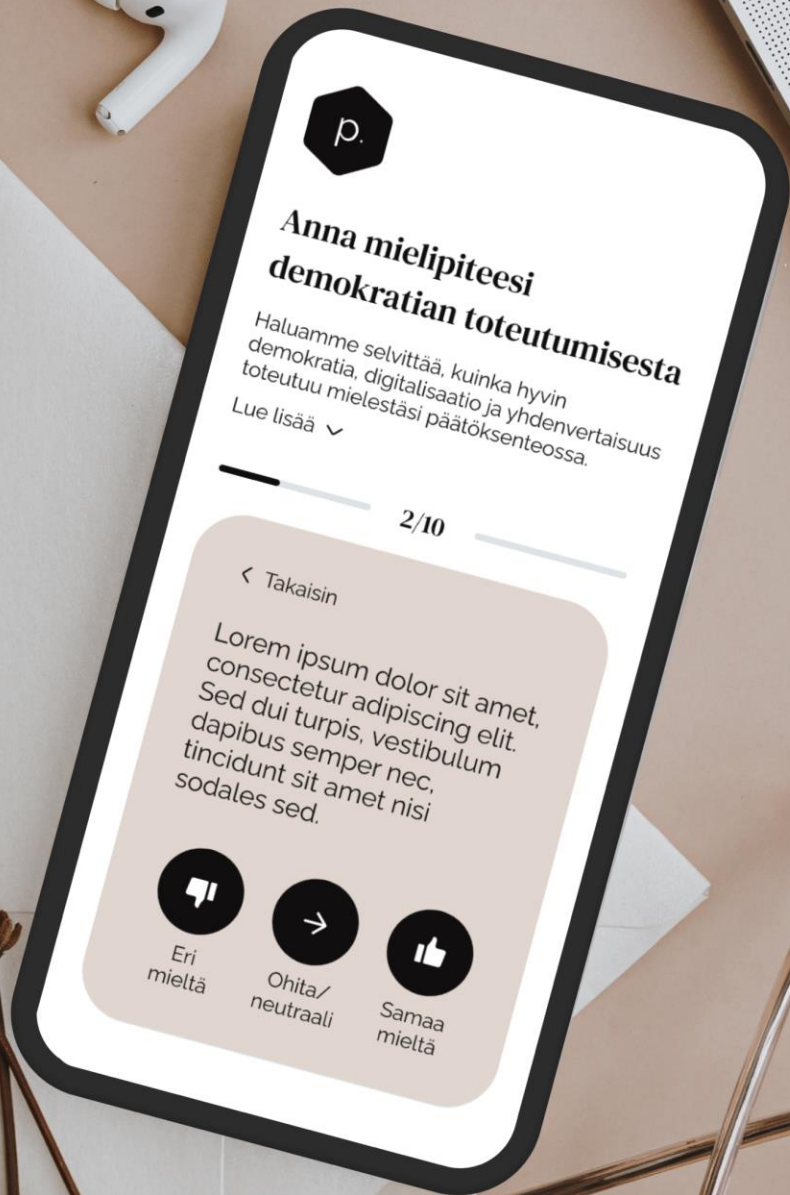 p.
Anna mielipiteesi
demokratian toteutumisesta
Haluamme selvittää, kuinka hyvin
demokratia, digitalisaatio ja yhdenvertaisuus
toteutuu mielestäsi päätöksenteossa.
Lue lisää
2/10
Takaisin
Lorem ipsum dolor sit amet,
consectetur adipiscing elit.
Sed dui turpis, vestibulum
dapibus semper nec,
tincidunt sit amet nisi
sodales sed.
Eri
mieltä
Ohita/
neutraali
Samaa
mieltä